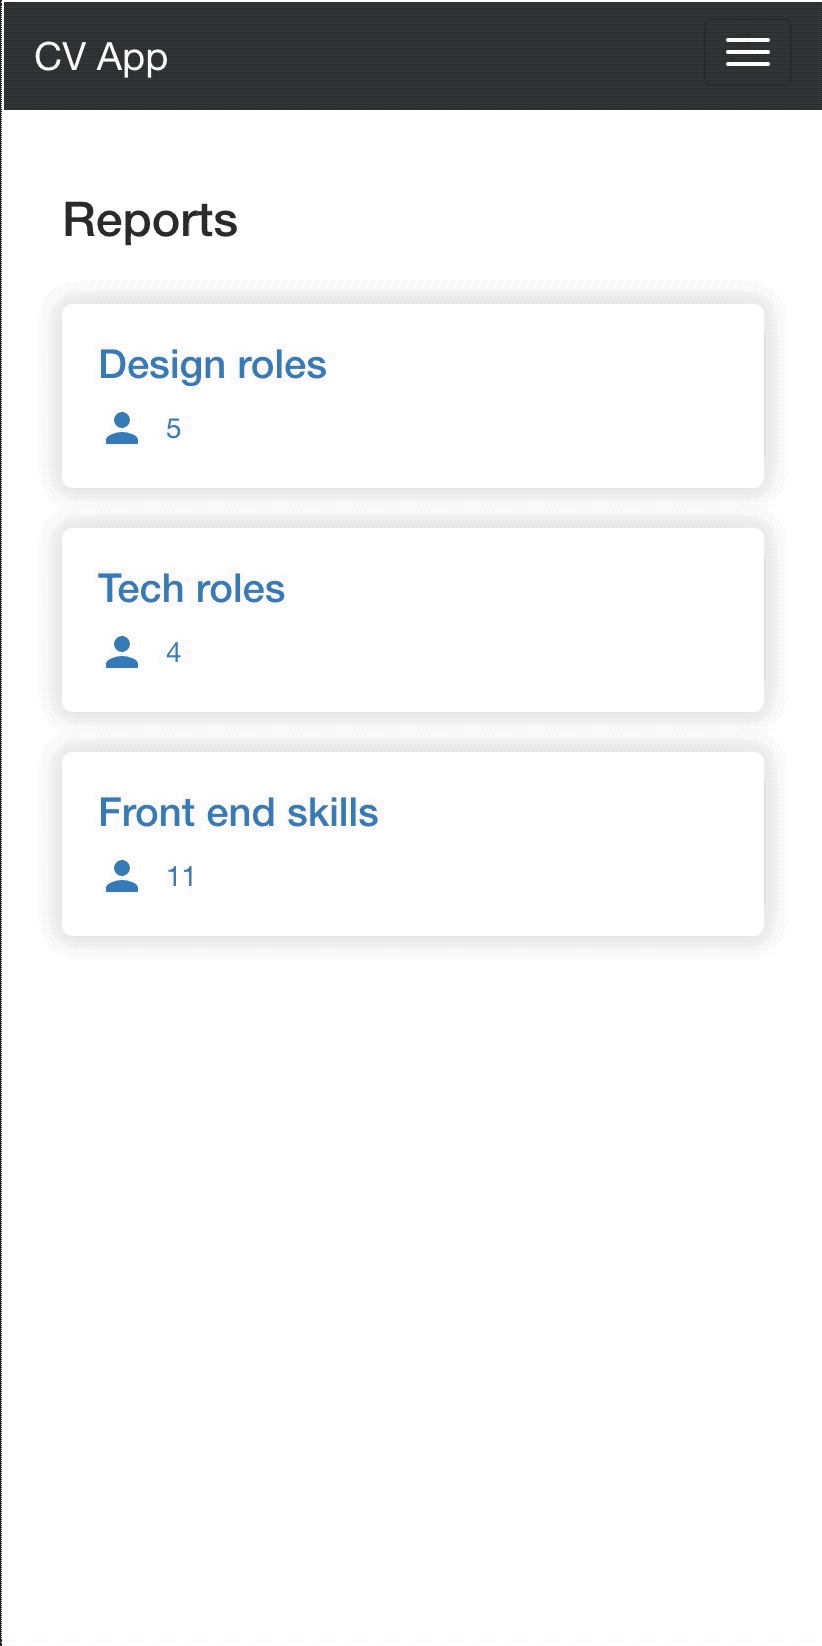 CV App
Reports
Design roles
5
Tech roles
4
Front end skills
11